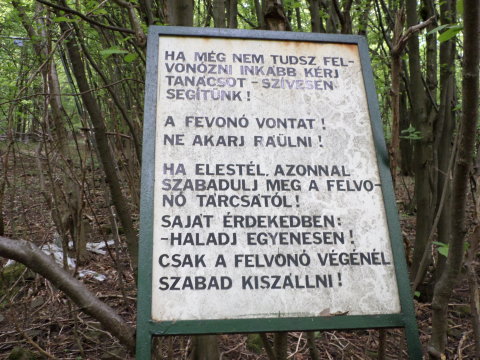 HA MÉG NEM TUDSZ FEL-
VONÓZNI INKÁBB KÉRJ
TANÁCSOT - SZÍVESEN
SEGÍTÜNK!
A FEVONÓ VONTAT!
NE AKARJ RÁÜLNI!
HA ELESTÉL, AZONNAL
SZABADULJ MEG A FELVO-
NÓ TÁRCSÁTÓL!
SAJÁT ÉRDEKEDBEN:
-HALADJ EGYENESEN!
CSAK A FELVONÓ VÉGÉNÉL
SZABAD KISZÁLLNI!